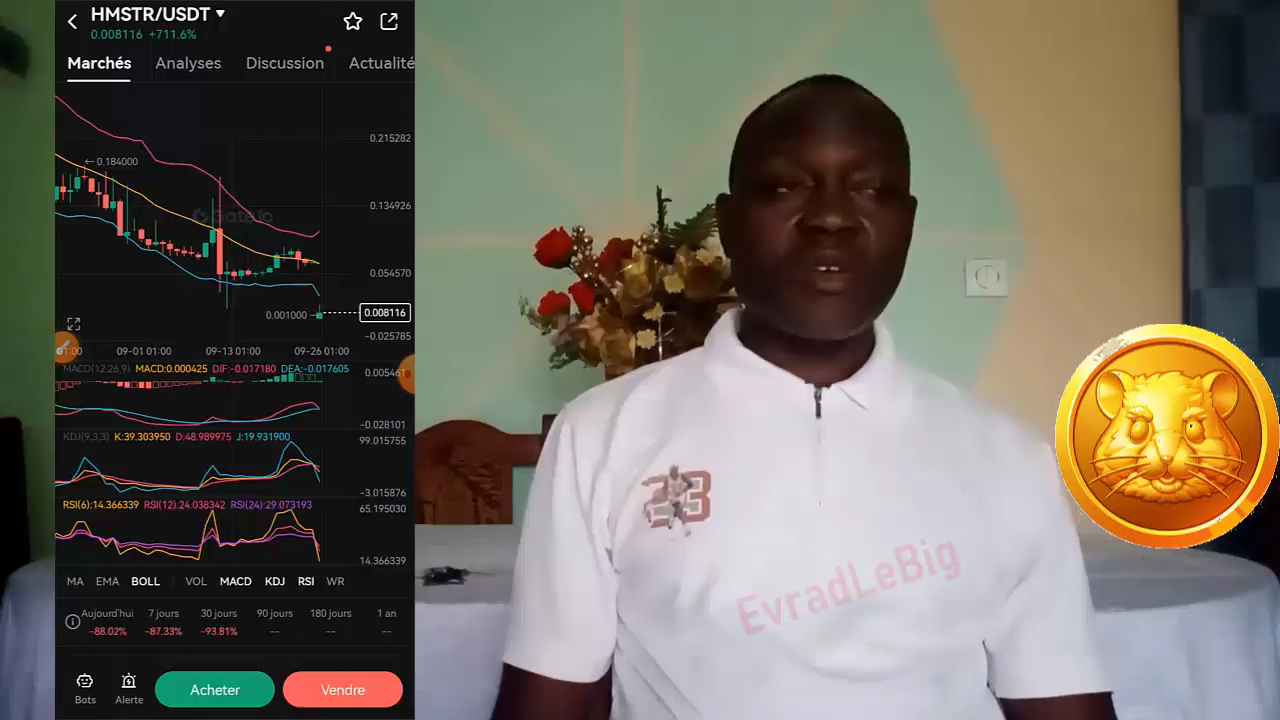 HMSTR/USDT
0.008116 +711.6%
Marchés Analyses Discussion Actualité
0.215282
← 0.184000
Gate.io
0.134926
0.054570
0.001000
0.008116
-0.025785
01:00 09-01 01:00 09-13 01:00 09-26 01:00
MACD(12,26,9) MACD:0.000425 DIF:-0.017180 DEA:-0.017605
0.005461
-0.028101
KDJ(9,3,3) K:39.303950 D:48.989975 J:19.931900
99.015755
-3.015876
RSI(6):14.366339 RSI(12):24.038342 RSI(24):29.073193
65.195030
14.366339
MA EMA BOLL VOL MACD KDJ RSI WR
Aujourd'hui 7 jours 30 jours 90 jours 180 jours 1 an
-88.02% -87.33% -93.81% -- -- --
Bots Alerte Acheter Vendre
23
EvradLeBig